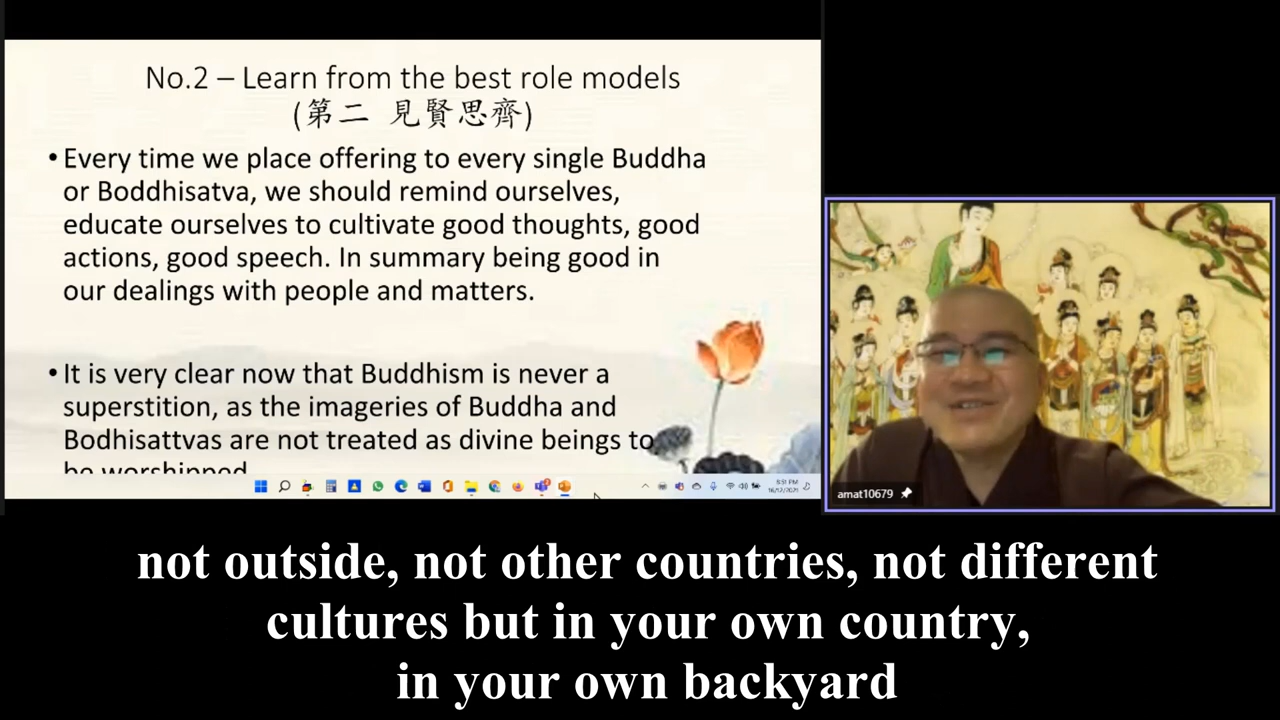 No.2 – Learn from the best role models
(第二 見賢思齊)
• Every time we place offering to every single Buddha
or Boddhisatva, we should remind ourselves,
educate ourselves to cultivate good thoughts, good
actions, good speech. In summary being good in
our dealings with people and matters.
• It is very clear now that Buddhism is never a
superstition, as the imageries of Buddha and
Bodhisattvas are not treated as divine beings to
be worshipped
8:51 PM
amat10679
not outside, not other countries, not different
cultures but in your own country,
in your own backyard